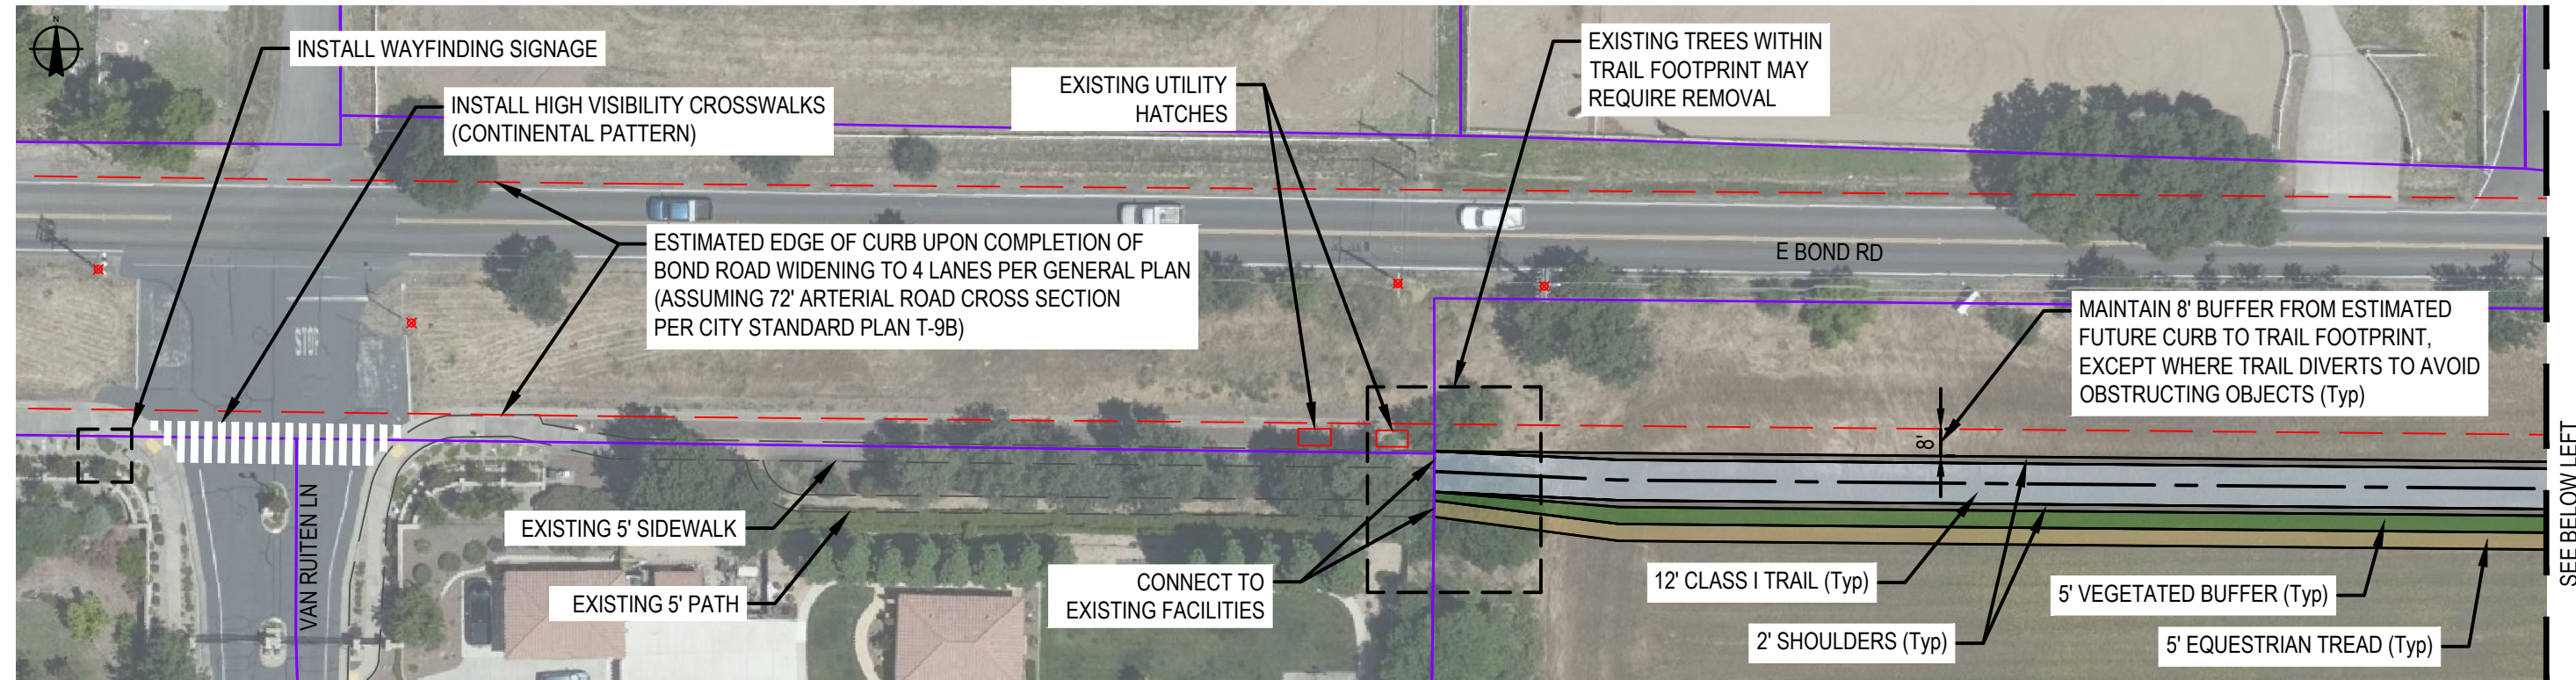 N
INSTALL WAYFINDING SIGNAGE
INSTALL HIGH VISIBILITY CROSSWALKS
(CONTINENTAL PATTERN)
EXISTING UTILITY
HATCHES
EXISTING TREES WITHIN
TRAIL FOOTPRINT MAY
REQUIRE REMOVAL
ESTIMATED EDGE OF CURB UPON COMPLETION OF
BOND ROAD WIDENING TO 4 LANES PER GENERAL PLAN
(ASSUMING 72' ARTERIAL ROAD CROSS SECTION
PER CITY STANDARD PLAN T-9B)
E BOND RD
MAINTAIN 8' BUFFER FROM ESTIMATED
FUTURE CURB TO TRAIL FOOTPRINT,
EXCEPT WHERE TRAIL DIVERTS TO AVOID
OBSTRUCTING OBJECTS (Typ)
STOP
8'
SEE BELOW LEFT
VAN RUITEN LN
EXISTING 5' SIDEWALK
EXISTING 5' PATH
CONNECT TO
EXISTING FACILITIES
12' CLASS I TRAIL (Typ)
2' SHOULDERS (Typ)
5' VEGETATED BUFFER (Typ)
5' EQUESTRIAN TREAD (Typ)